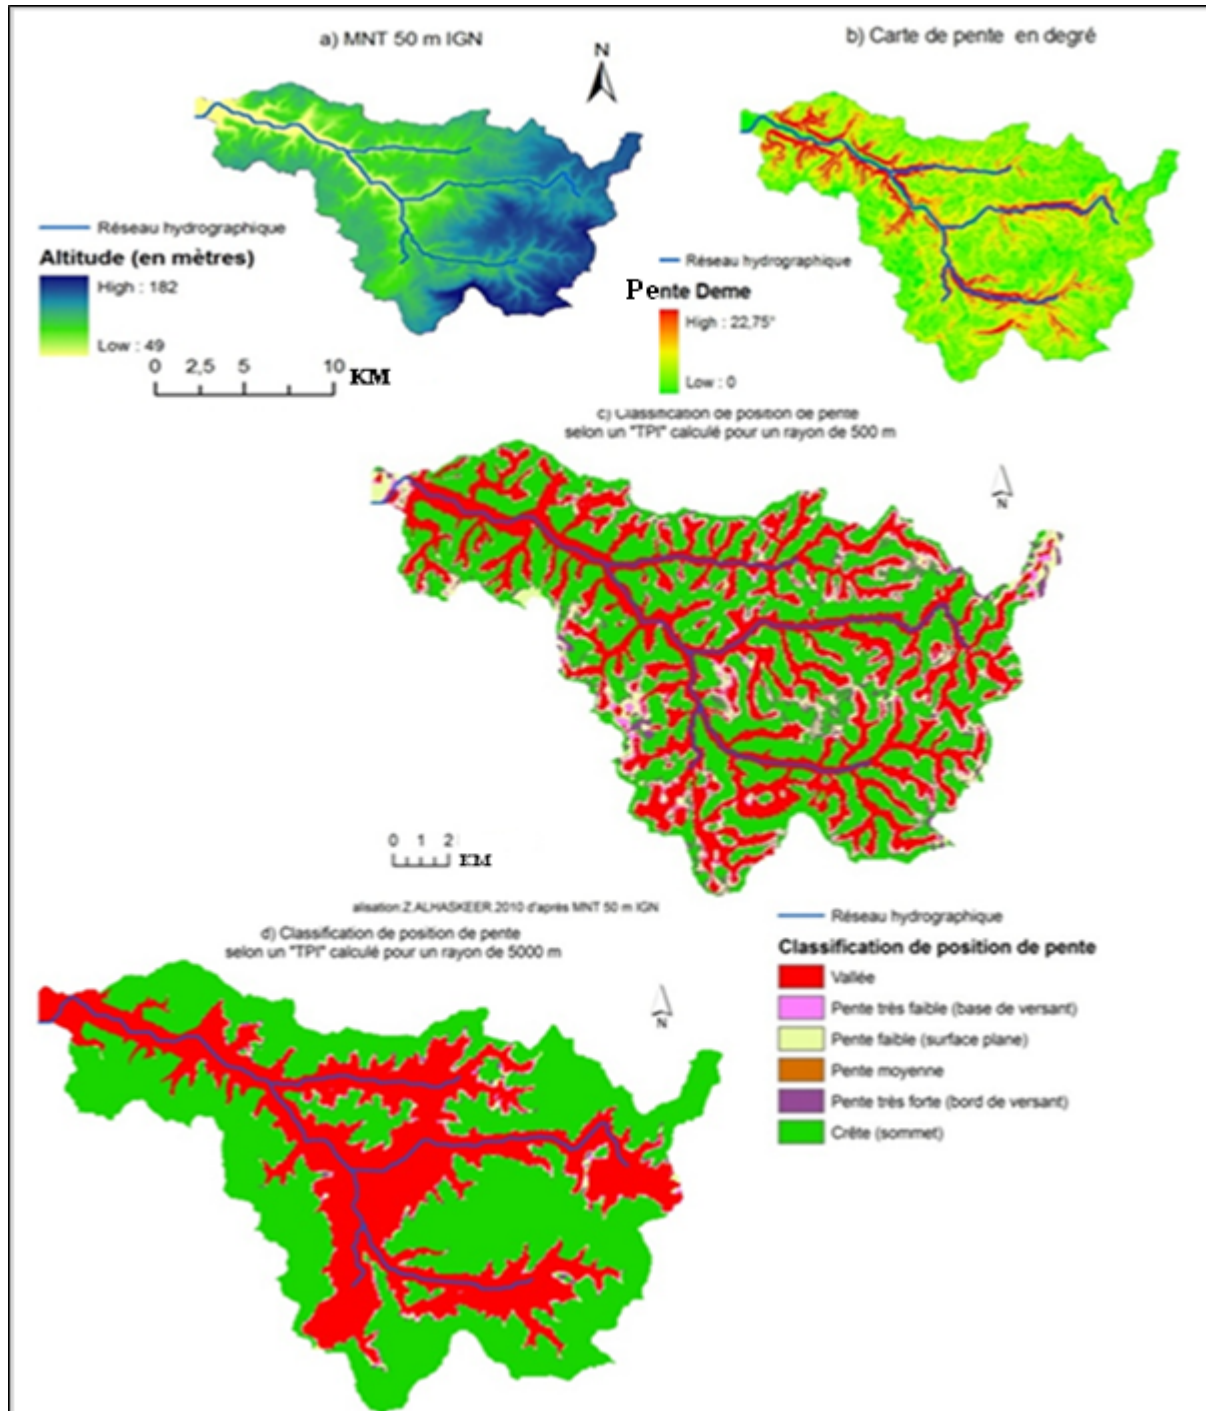 a) MNT 50 m IGN
N
Réseau hydrographique
Altitude (en mètres)
High : 182
Low : 49
0 2,5 5 10 KM
b) Carte de pente en degré
Réseau hydrographique
Pente Deme
High : 22,75°
Low : 0
c) Classification de position de pente
selon un "TPI" calculé pour un rayon de 500 m
N
0 1 2
KM
alisation:Z.ALHASKEER.2010 d'après MNT 50 m IGN
d) Classification de position de pente
selon un "TPI" calculé pour un rayon de 5000 m
N
Réseau hydrographique
Classification de position de pente
Vallée
Pente très faible (base de versant)
Pente faible (surface plane)
Pente moyenne
Pente très forte (bord de versant)
Crête (sommet)